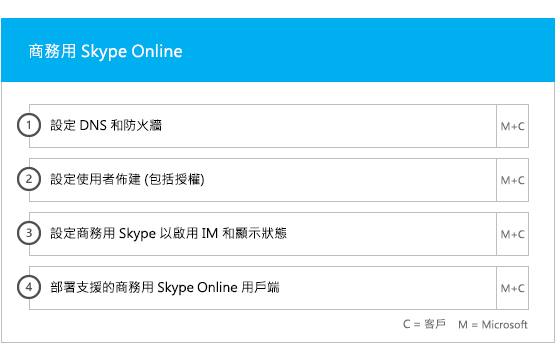 商務用 Skype Online
1 設定 DNS 和防火牆 M+C
2 設定使用者佈建 (包括授權) M+C
3 設定商務用 Skype 以啟用 IM 和顯示狀態 M+C
4 部署支援的商務用 Skype Online 用戶端 M+C
C = 客戶 M = Microsoft